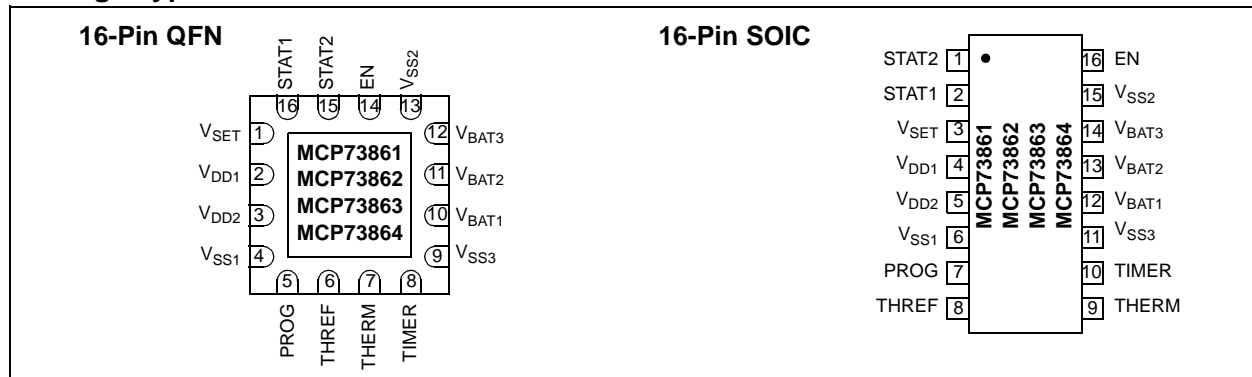 16-Pin QFN
STAT1
STAT2
EN
VSS2
16
15
14
13
VSET 1
VDD1 2
VDD2 3
VSS1 4
MCP73861
MCP73862
MCP73863
MCP73864
12 VBAT3
11 VBAT2
10 VBAT1
9 VSS3
5
6
7
8
PROG
THREF
THERM
TIMER
16-Pin SOIC
STAT2 1
STAT1 2
VSET 3
VDD1 4
VDD2 5
VSS1 6
PROG 7
THREF 8
MCP73861
MCP73862
MCP73863
MCP73864
16 EN
15 VSS2
14 VBAT3
13 VBAT2
12 VBAT1
11 VSS3
10 TIMER
9 THERM